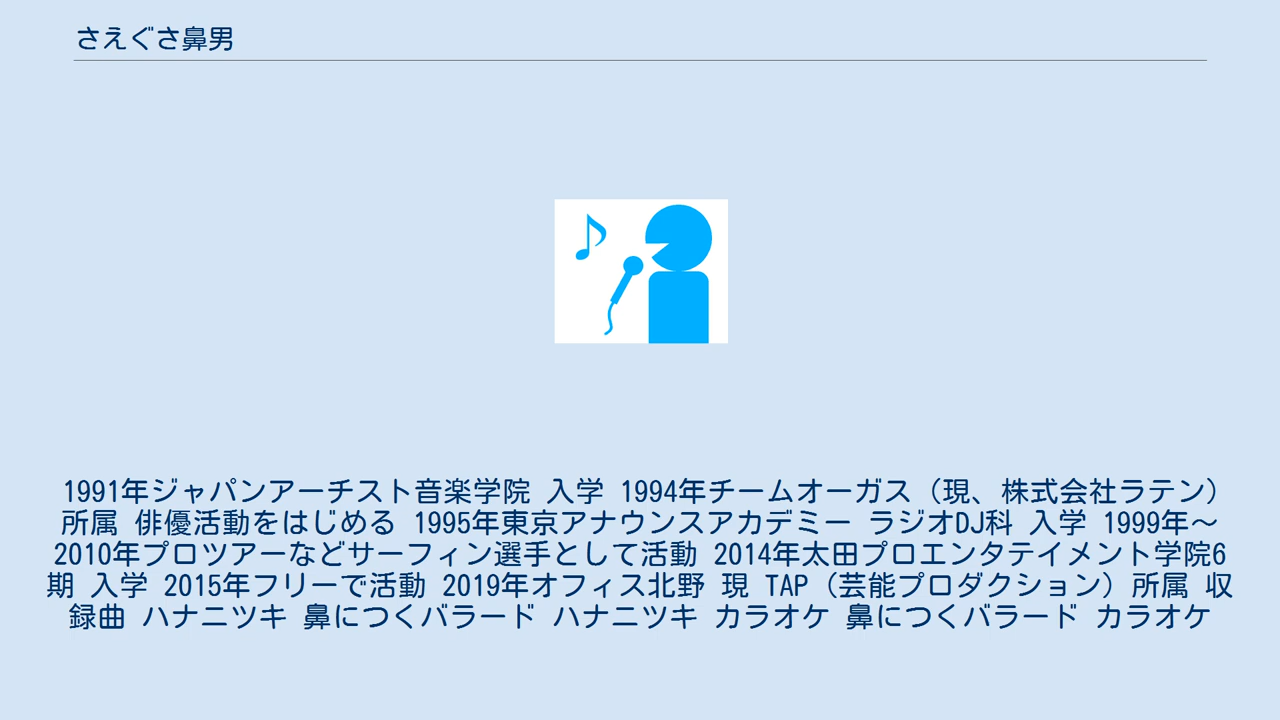 さえぐさ鼻男
1991年ジャパンアーチスト音楽学院 入学 1994年チームオーガス（現、株式会社ラテン）
所属 俳優活動をはじめる 1995年東京アナウンスアカデミー ラジオDJ科 入学 1999年～
2010年プロツアーなどサーフィン選手として活動 2014年太田プロエンタテイメント学院6
期 入学 2015年フリーで活動 2019年オフィス北野 現 TAP（芸能プロダクション）所属 収
録曲 ハナニツキ 鼻につくバラード ハナニツキ カラオケ 鼻につくバラード カラオケ